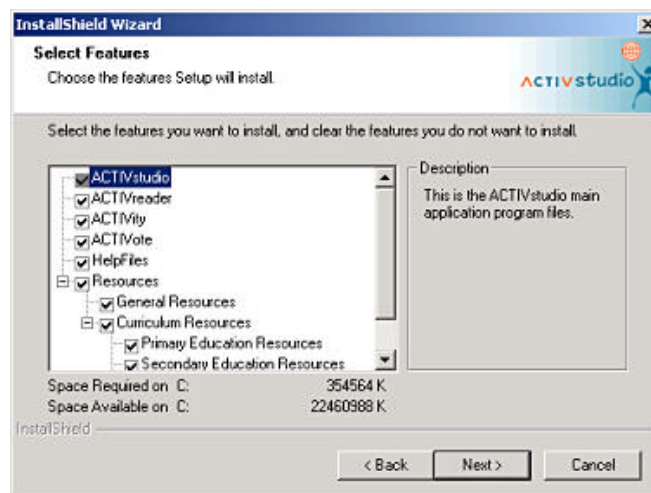 InstallShield Wizard
Select Features
Choose the features Setup will install.
ACTIVstudio
Select the features you want to install, and clear the features you do not want to install.
ACTIVstudio
ACTIVreader
ACTIVity
ACTIVote
HelpFiles
Resources
General Resources
Curriculum Resources
Primary Education Resources
Secondary Education Resources
Description
This is the ACTIVstudio main
application program files.
Space Required on C: 354564 K
Space Available on C: 22460988 K
InstallShield
< Back Next > Cancel